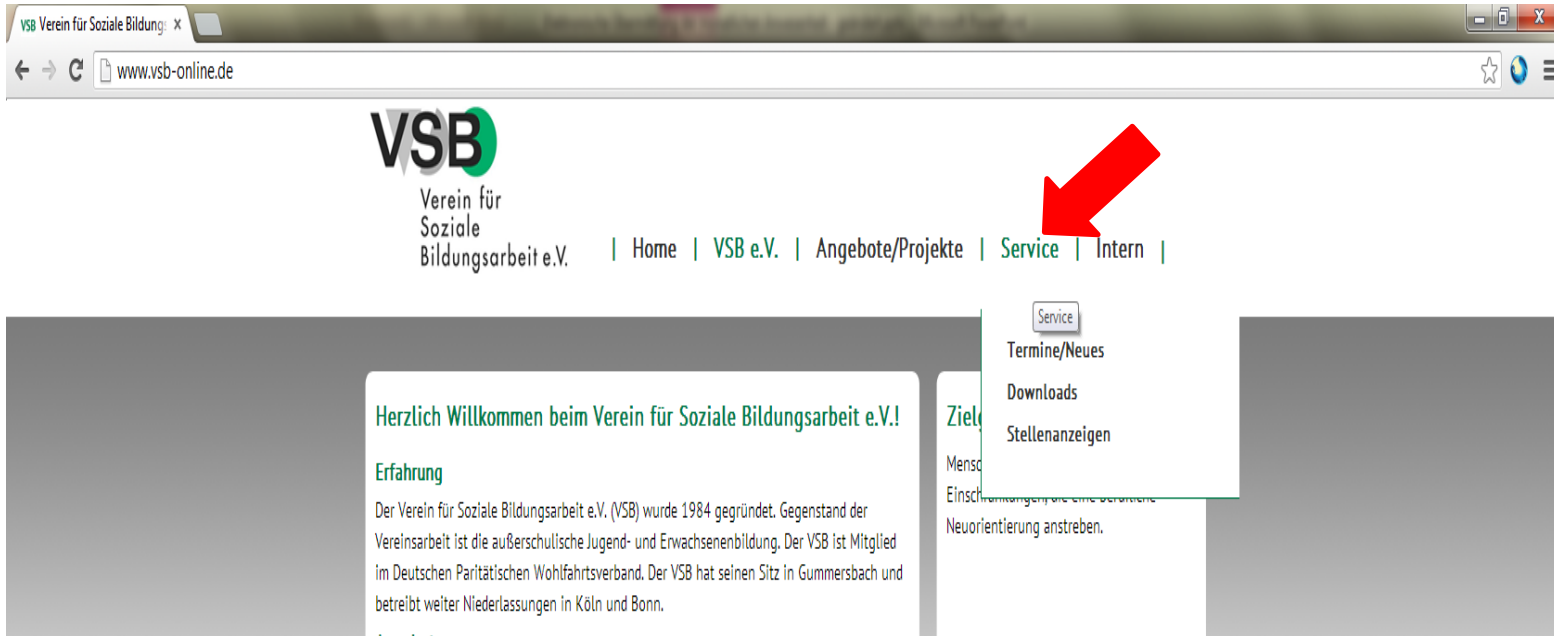 VSB Verein für Soziale Bildung
www.vsb-online.de
VSB
Verein für
Soziale
Bildungsarbeit e.V.
| Home | VSB e.V. | Angebote/Projekte | Service | Intern |
Service
Termine/Neues
Downloads
Stellenanzeigen
Herzlich Willkommen beim Verein für Soziale Bildungsarbeit e.V.!
Erfahrung
Der Verein für Soziale Bildungsarbeit e.V. (VSB) wurde 1984 gegründet. Gegenstand der
Vereinsarbeit ist die außerschulische Jugend- und Erwachsenenbildung. Der VSB ist Mitglied
im Deutschen Paritätischen Wohlfahrtsverband. Der VSB hat seinen Sitz in Gummersbach und
betreibt weiter Niederlassungen in Köln und Bonn.
Neuorientierung anstreben.